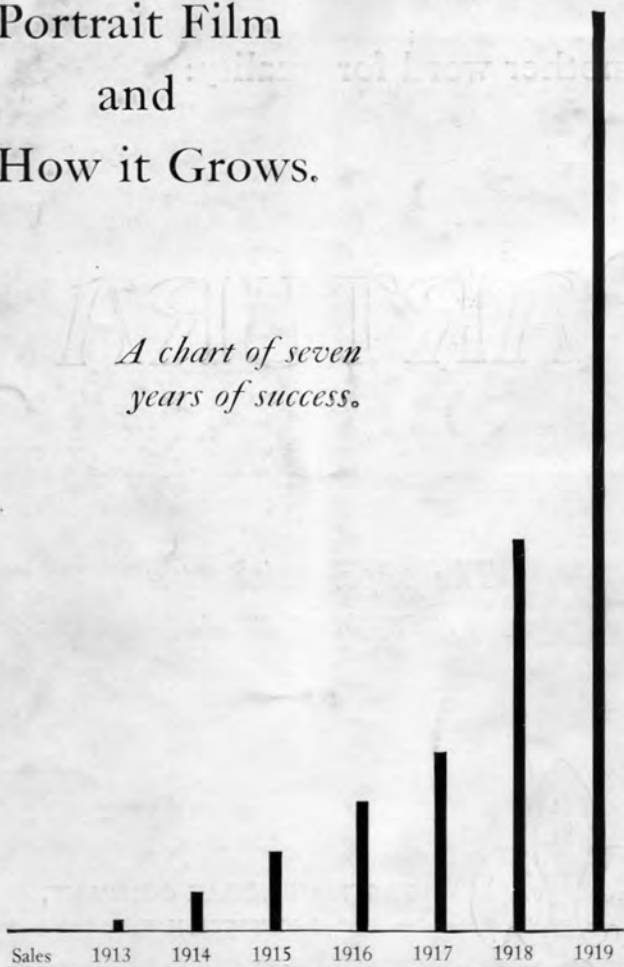 Portrait Film
and
How it Grows.
A chart of seven
years of success.
Sales 1913 1914 1915 1916 1917 1918 1919